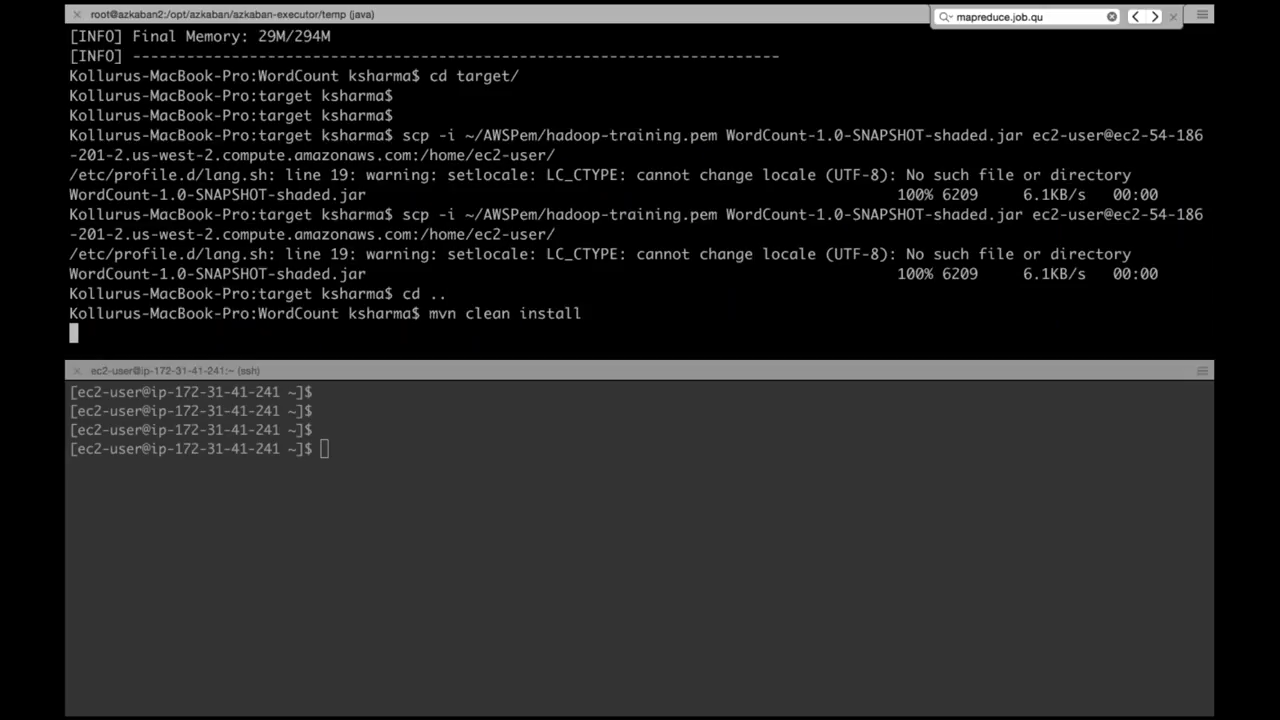 root@azkaban2:/opt/azkaban/azkaban-executor/temp (java)
mapreduce.job.qu
[INFO] Final Memory: 29M/294M
[INFO] ------------------------------------------------------------------------
Kollurus-MacBook-Pro:WordCount ksharma$ cd target/
Kollurus-MacBook-Pro:target ksharma$
Kollurus-MacBook-Pro:target ksharma$
Kollurus-MacBook-Pro:target ksharma$ scp -i ~/AWSPem/hadoop-training.pem WordCount-1.0-SNAPSHOT-shaded.jar ec2-user@ec2-54-186
-201-2.us-west-2.compute.amazonaws.com:/home/ec2-user/
/etc/profile.d/lang.sh: line 19: warning: setlocale: LC_CTYPE: cannot change locale (UTF-8): No such file or directory
WordCount-1.0-SNAPSHOT-shaded.jar 100% 6209 6.1KB/s 00:00
Kollurus-MacBook-Pro:target ksharma$ scp -i ~/AWSPem/hadoop-training.pem WordCount-1.0-SNAPSHOT-shaded.jar ec2-user@ec2-54-186
-201-2.us-west-2.compute.amazonaws.com:/home/ec2-user/
/etc/profile.d/lang.sh: line 19: warning: setlocale: LC_CTYPE: cannot change locale (UTF-8): No such file or directory
WordCount-1.0-SNAPSHOT-shaded.jar 100% 6209 6.1KB/s 00:00
Kollurus-MacBook-Pro:target ksharma$ cd ..
Kollurus-MacBook-Pro:WordCount ksharma$ mvn clean install
ec2-user@ip-172-31-41-241:~ (ssh)
[ec2-user@ip-172-31-41-241 ~]$
[ec2-user@ip-172-31-41-241 ~]$
[ec2-user@ip-172-31-41-241 ~]$
[ec2-user@ip-172-31-41-241 ~]$